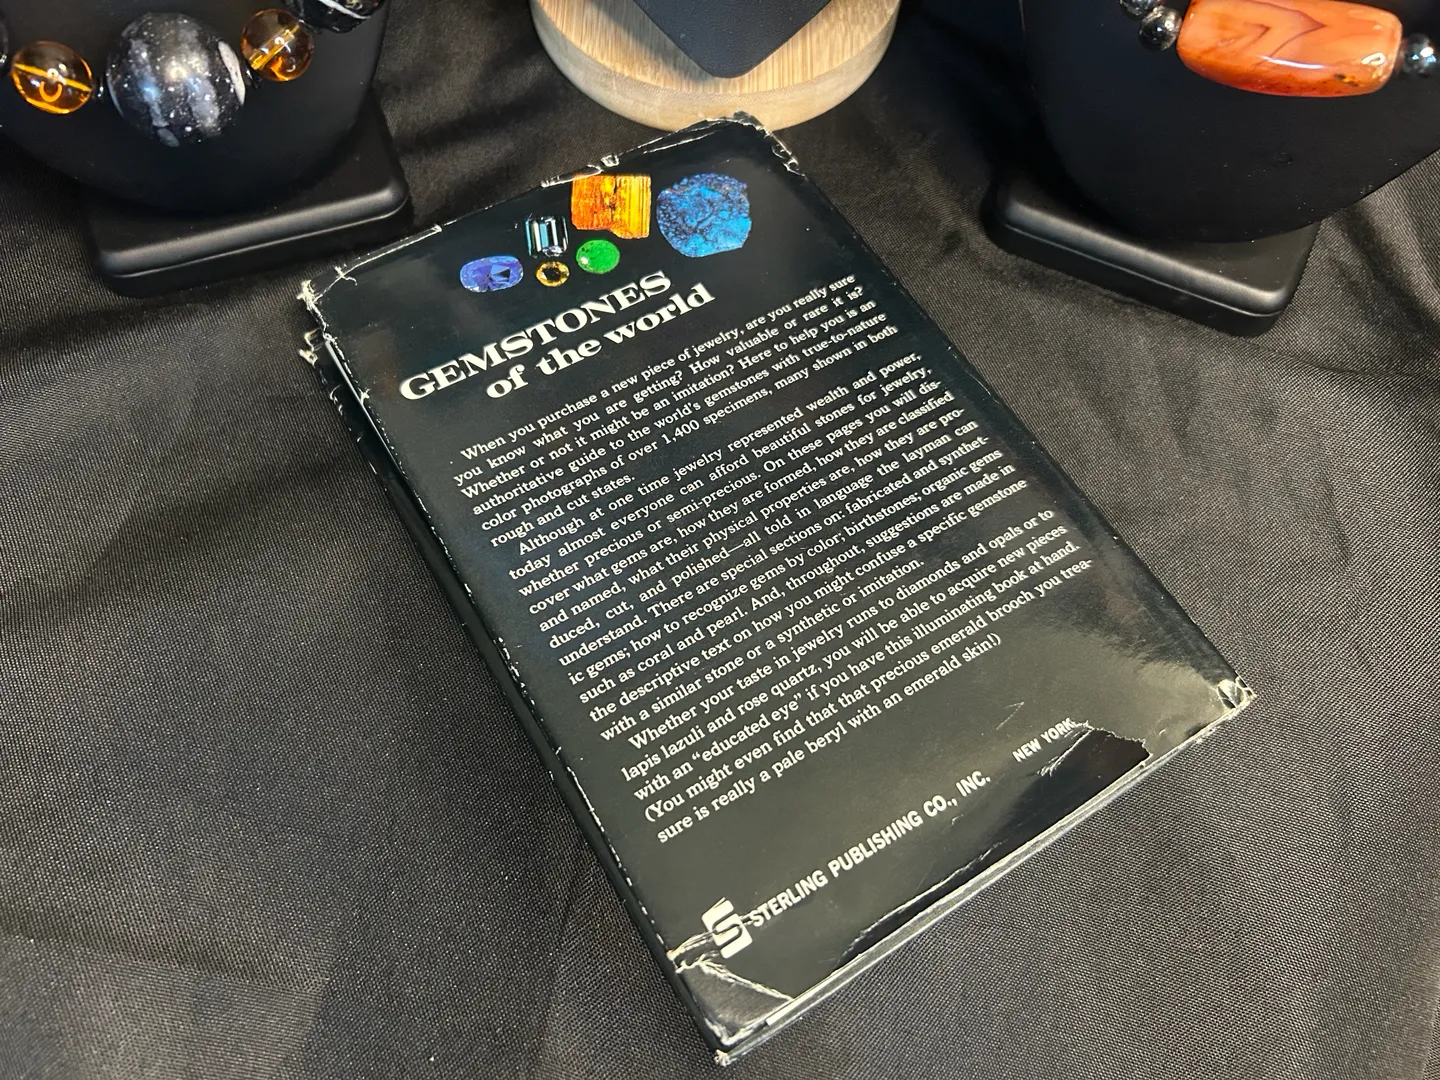 GEMSTONES
of the world
When you purchase a new piece of jewelry, are you really sure
you know what you are getting? How valuable or rare it is?
Whether or not it might be an imitation? Here to help you is an
authoritative guide to the world's gemstones with true-to-nature
color photographs of over 1,400 specimens, many shown in both
rough and cut states.
Although at one time jewelry represented wealth and power,
today almost everyone can afford beautiful stones for jewelry,
whether precious or semi-precious. On these pages you will dis-
cover what gems are, how they are formed, how they are classified
and named, what their physical properties are, how they are pro-
duced, cut, and polished—all told in language the layman can
understand. There are special sections on: fabricated and synthet-
ic gems; how to recognize gems by color; birthstones; organic gems
such as coral and pearl. And, throughout, suggestions are made in
the descriptive text on how you might confuse a specific gemstone
with a similar stone or a synthetic or imitation.
Whether your taste in jewelry runs to diamonds and opals or to
lapis lazuli and rose quartz, you will be able to acquire new pieces
with an "educated eye" if you have this illuminating book at hand.
(You might even find that that precious emerald brooch you trea-
sure is really a pale beryl with an emerald skin!)
S STERLING PUBLISHING CO., INC. NEW YORK